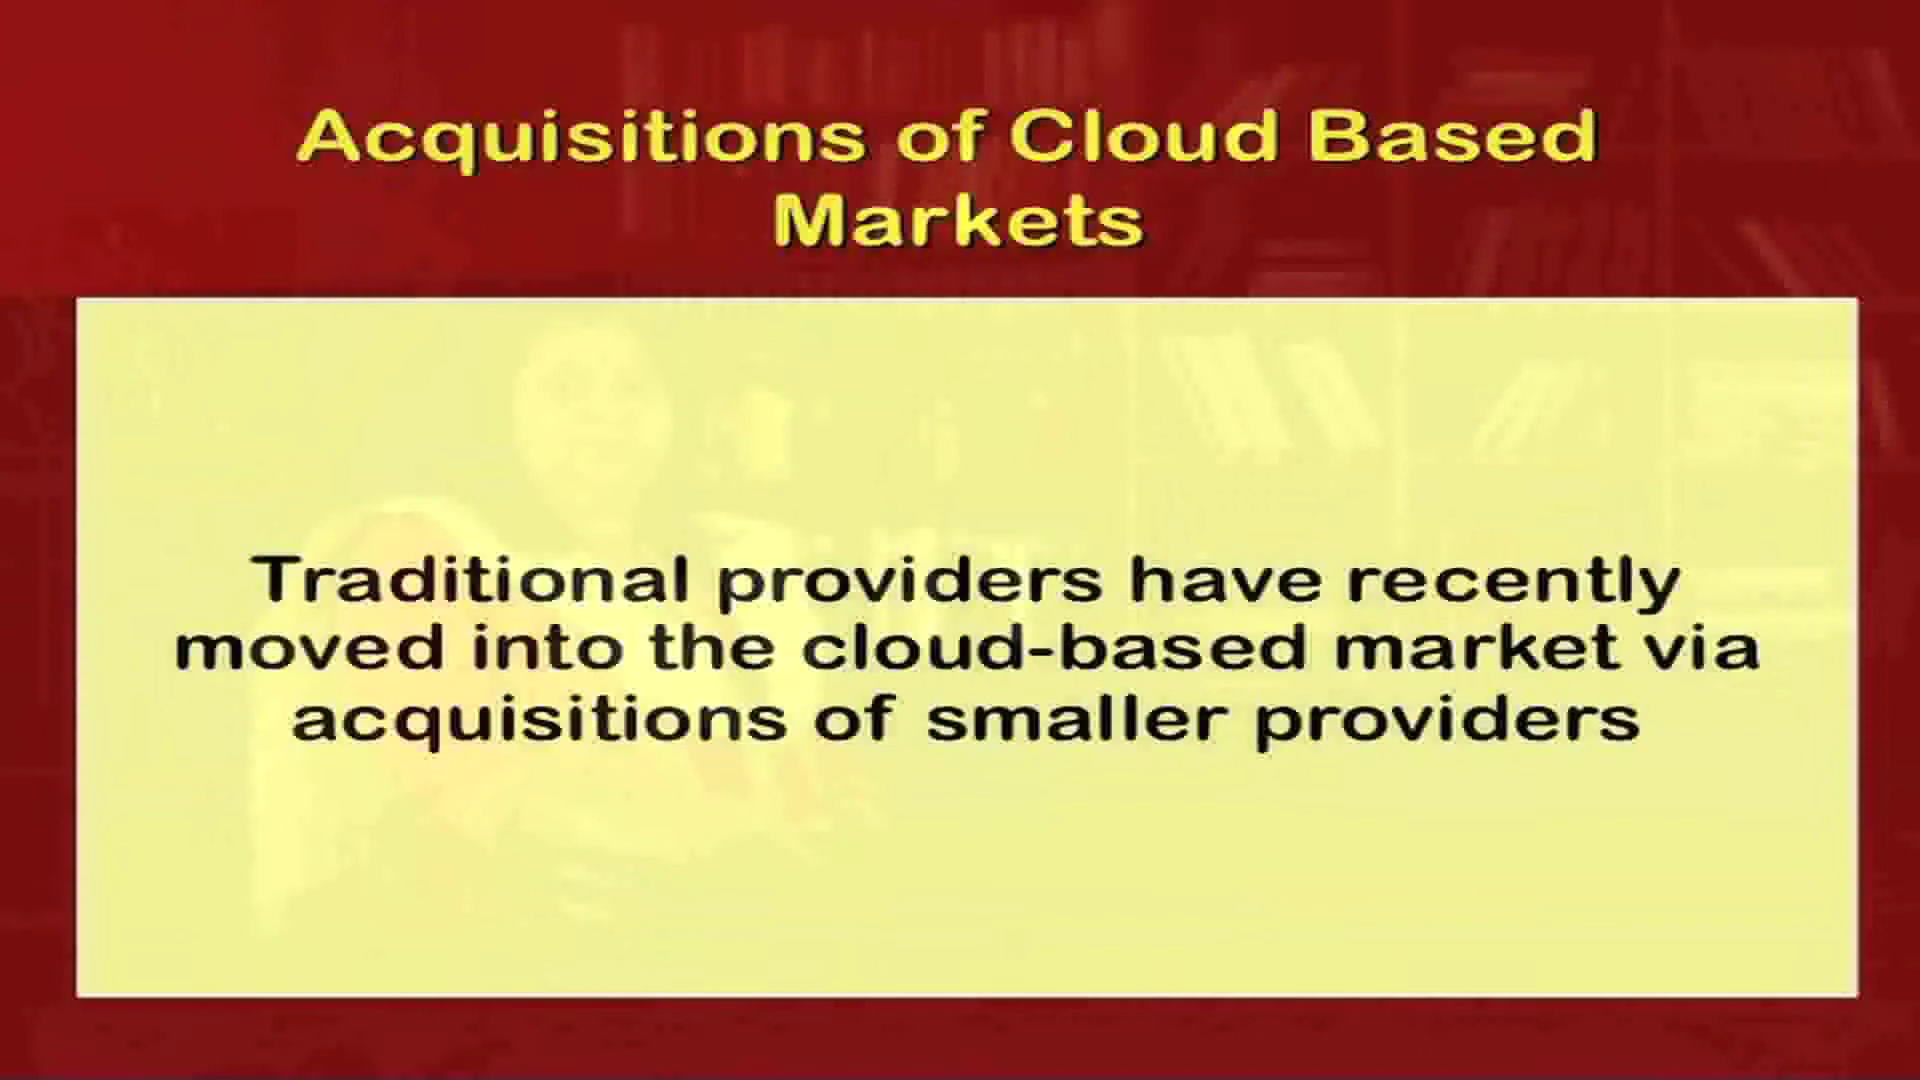 Acquisitions of Cloud Based
Markets
Traditional providers have recently
moved into the cloud-based market via
acquisitions of smaller providers